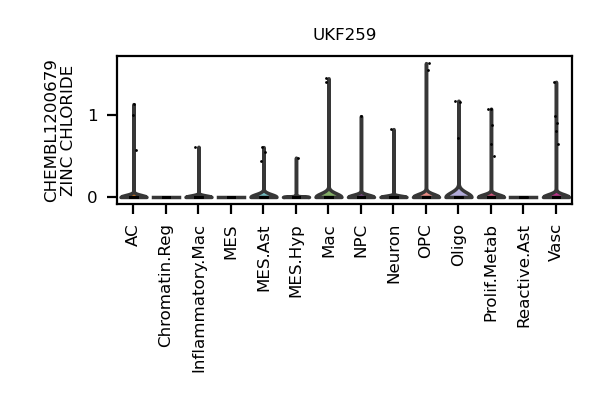 UKF259
CHEMBL1200679
ZINC CHLORIDE
1
0
AC
Chromatin.Reg
Inflammatory.Mac
MES
MES.Ast
MES.Hyp
Mac
NPC
Neuron
OPC
Oligo
Prolif.Metab
Reactive.Ast
Vasc